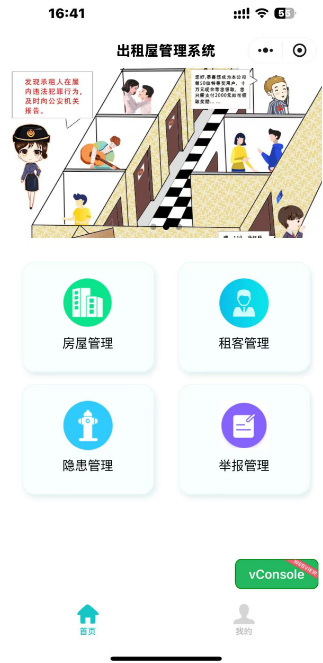 16:41
55
出租屋管理系统
发现承租人在屋
内违法犯罪行为,
及时向公安机关
报告。
房屋管理
租客管理
隐患管理
举报管理
vConsole
首页
我的